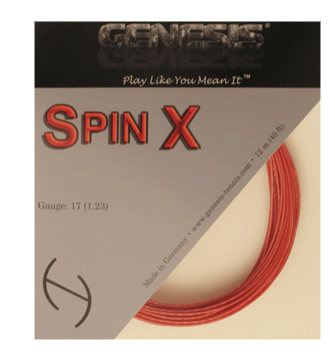 GENESIS®
Play Like You Mean It™
SPIN X
Gauge: 17 (1.23)
Made in Germany • www.genesis-tennis.com • 12 m (40 ft)